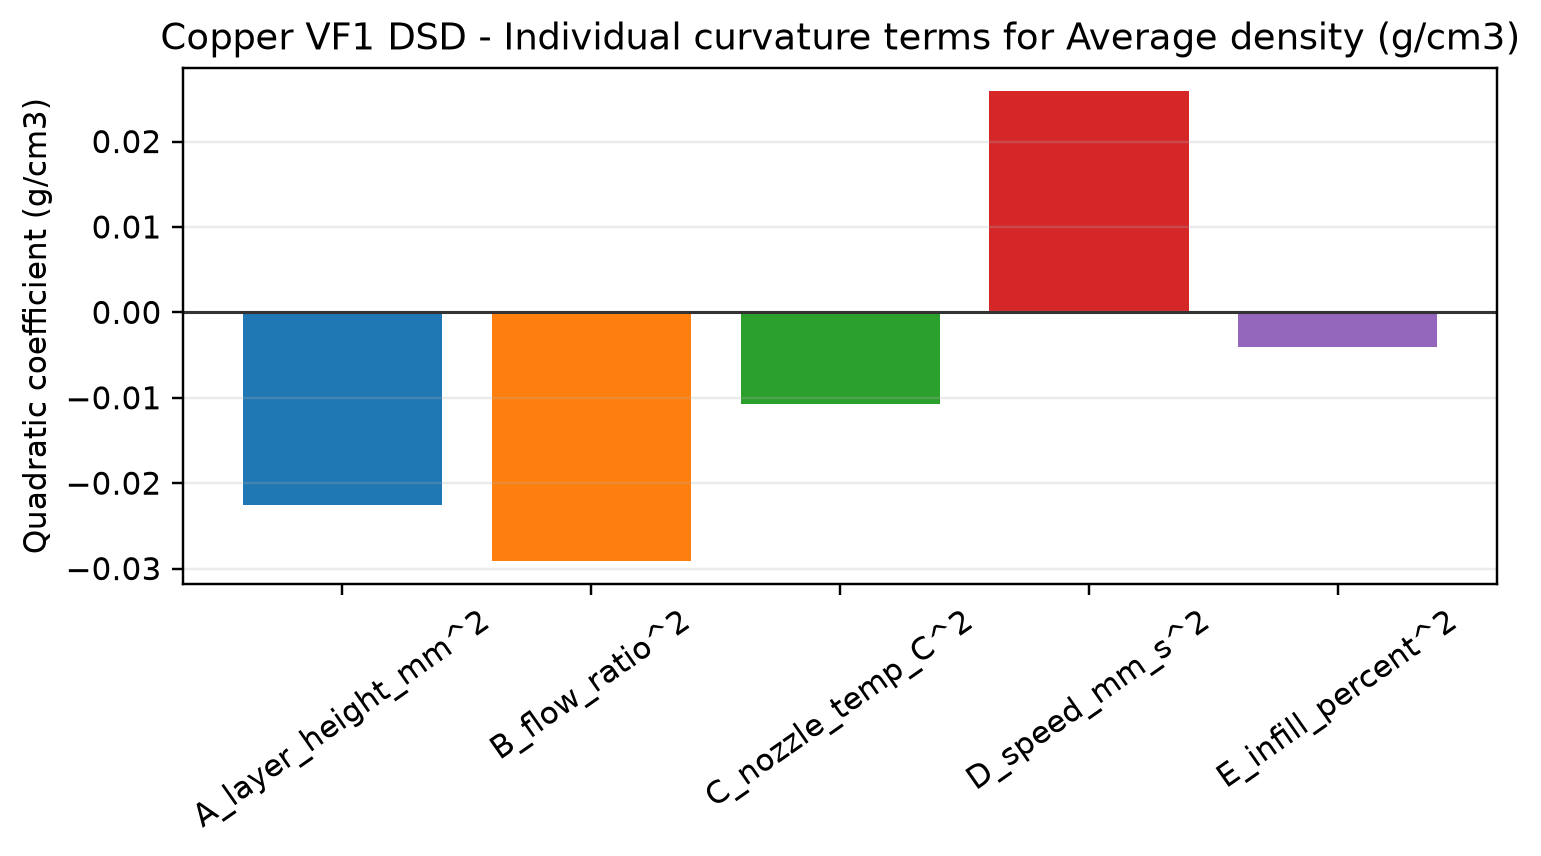 Copper VF1 DSD - Individual curvature terms for Average density (g/cm3)
Quadratic coefficient (g/cm3)
0.02
0.01
0.00
−0.01
−0.02
−0.03
A_layer_height_mm^2
B_flow_ratio^2
C_nozzle_temp_C^2
D_speed_mm_s^2
E_infill_percent^2